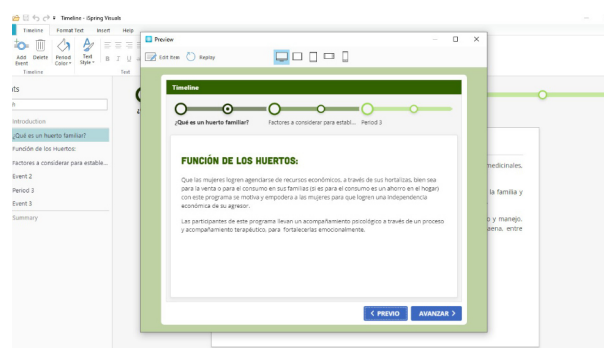 Timeline - iSpring Visuals
Timeline Format Text Insert Help
Add Event
Delete
Period Color
Text Style
B I U
Timeline
Text
Introduction
¿Qué es un huerto familiar?
Función de los Huertos:
Factores a considerar para estable...
Event 2
Period 3
Event 3
Summary
Preview
Edit Item
Replay
Timeline
¿Qué es un huerto familiar?
Factores a considerar para establ...
Period 3
FUNCIÓN DE LOS HUERTOS:
Que las mujeres logren agenciarse de recursos económicos, a través de sus hortalizas, bien sea
para la venta o para el consumo en sus familias (si es para el consumo es un ahorro en el hogar)
con este programa se motiva y empodera a las mujeres para que logren una independencia
económica de su agresor.
Las participantes de este programa llevan un acompañamiento psicológico a través de un proceso
y acompañamiento terapéutico, para fortalecerlas emocionalmente.
< PREVIO
AVANZAR >
medicinales.
la familia y
o y manejo.
entre